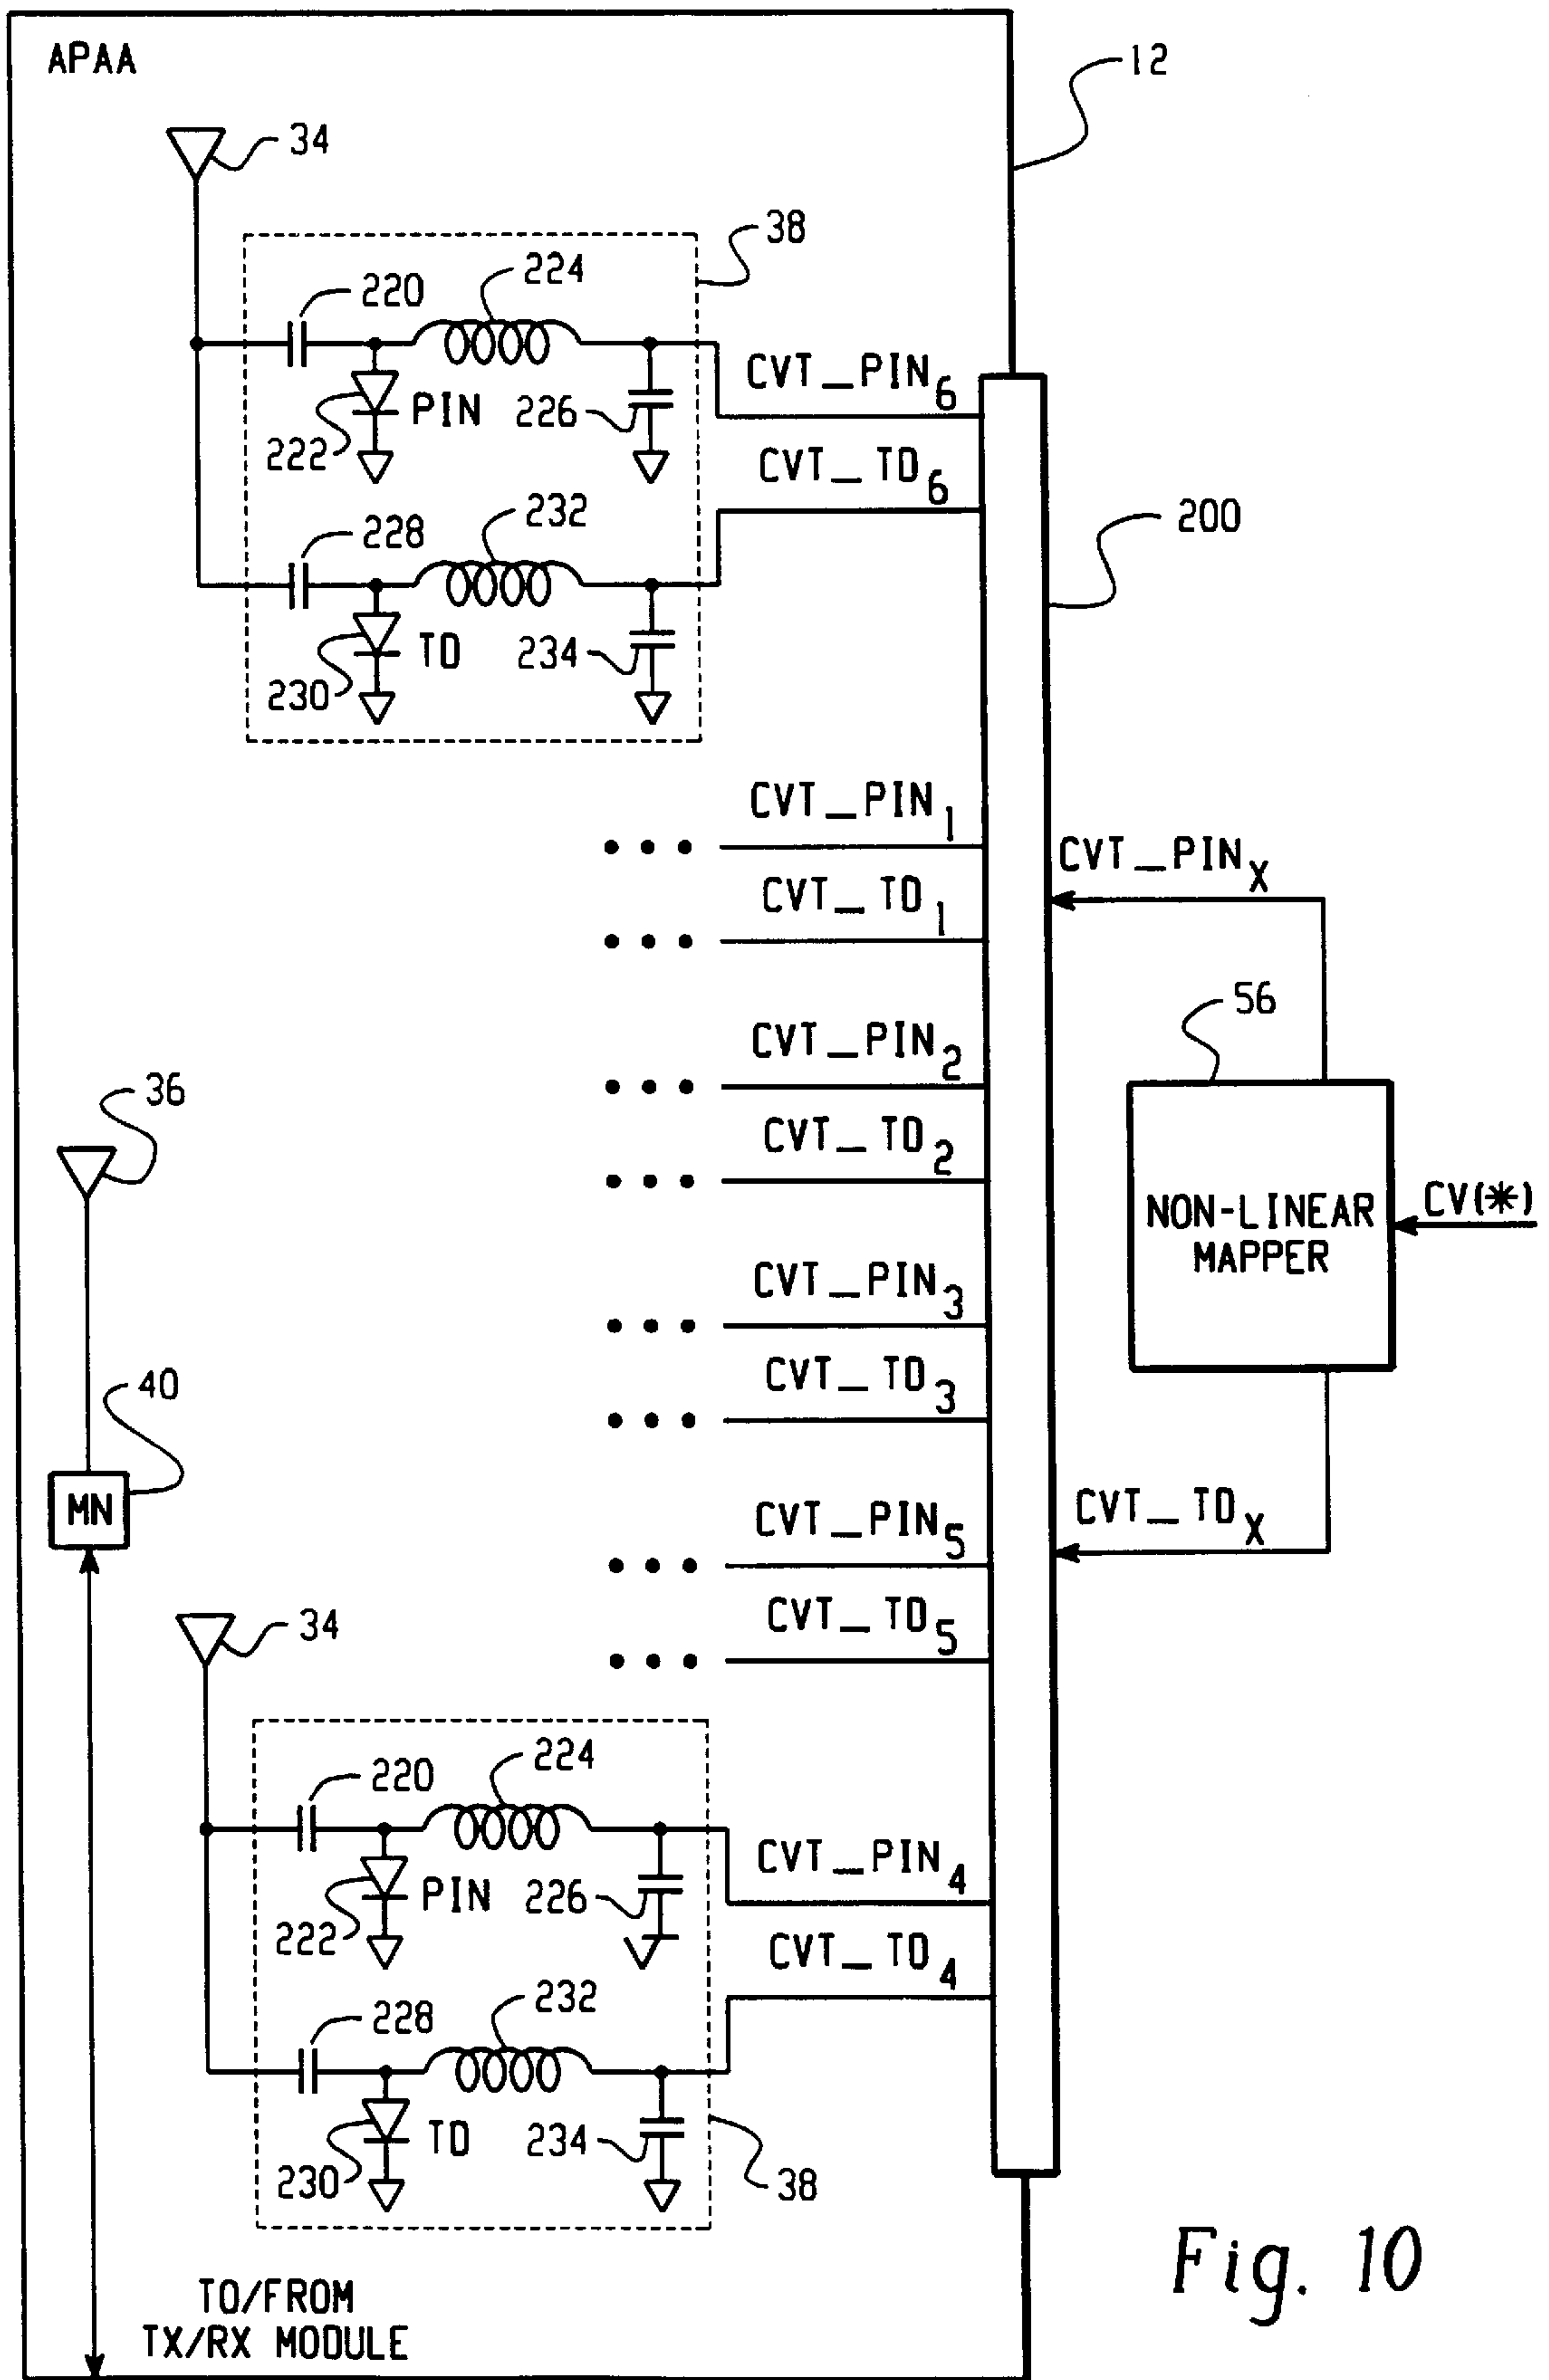 APAA
12
34
38
220
224
CVT_PIN6
PIN
222
226
CVT_TD6
200
228
232
TD
230
234
CVT_PIN1
CVT_PINX
CVT_TD1
56
CVT_PIN2
36
CVT_TD2
NON-LINEAR
MAPPER
CV(*)
CVT_PIN3
CVT_TD3
40
MN
CVT_PIN5
CVT_TDX
CVT_TD5
34
220
224
CVT_PIN4
PIN
222
226
CVT_TD4
228
232
TD
230
234
38
TO/FROM
TX/RX MODULE
Fig. 10